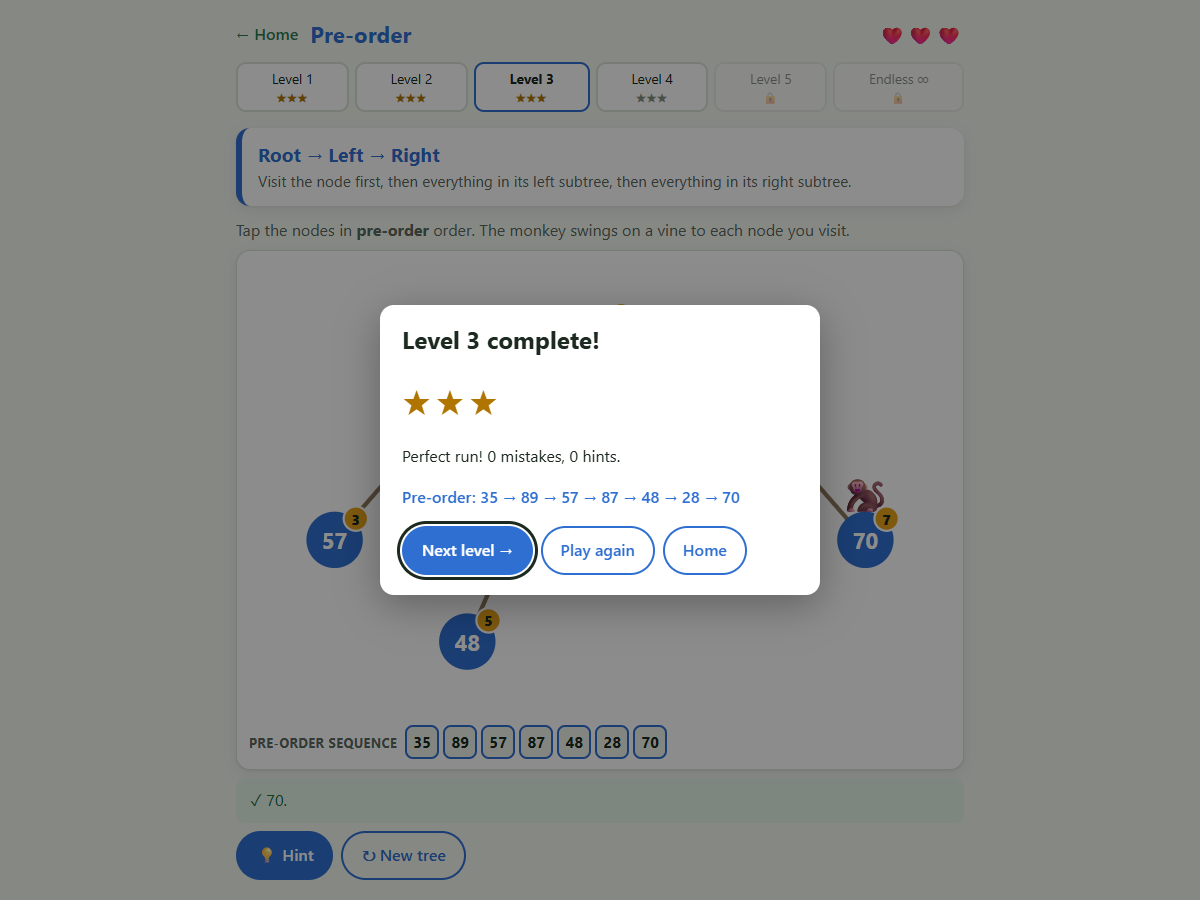 ← Home Pre-order
Level 1 Level 2 Level 3 Level 4 Level 5 Endless ∞
★★★ ★★★ ★★★ ★★★
Root → Left → Right
Visit the node first, then everything in its left subtree, then everything in its right subtree.
Tap the nodes in pre-order order. The monkey swings on a vine to each node you visit.
Level 3 complete!
★★★
Perfect run! 0 mistakes, 0 hints.
Pre-order: 35 → 89 → 57 → 87 → 48 → 28 → 70
3 7
57 70
Next level → Play again Home
5
48
PRE-ORDER SEQUENCE 35 89 57 87 48 28 70
✓ 70.
💡 Hint ↻ New tree